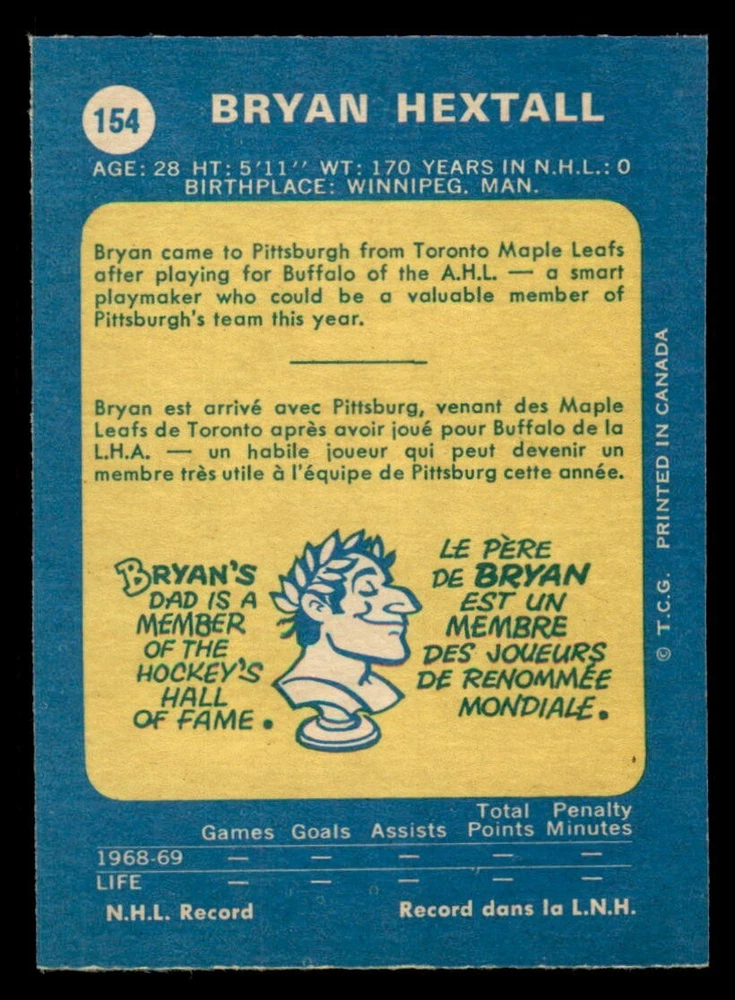 154
BRYAN HEXTALL
AGE: 28 HT: 5'11'' WT: 170 YEARS IN N.H.L.: 0
BIRTHPLACE: WINNIPEG, MAN.
Bryan came to Pittsburgh from Toronto Maple Leafs
after playing for Buffalo of the A.H.L. — a smart
playmaker who could be a valuable member of
Pittsburgh's team this year.
Bryan est arrivé avec Pittsburg, venant des Maple
Leafs de Toronto après avoir joué pour Buffalo de la
L.H.A. — un habile joueur qui peut devenir un
membre très utile à l'équipe de Pittsburg cette année.
BRYAN'S
DAD IS A
MEMBER
OF THE
HOCKEY'S
HALL
OF FAME.
LE PÈRE
DE BRYAN
EST UN
MEMBRE
DES JOUEURS
DE RENOMMÉE
MONDIALE.
© T.C.G. PRINTED IN CANADA
Total Penalty
Games Goals Assists Points Minutes
1968-69 — — — — —
LIFE — — — — —
N.H.L. Record Record dans la L.N.H.